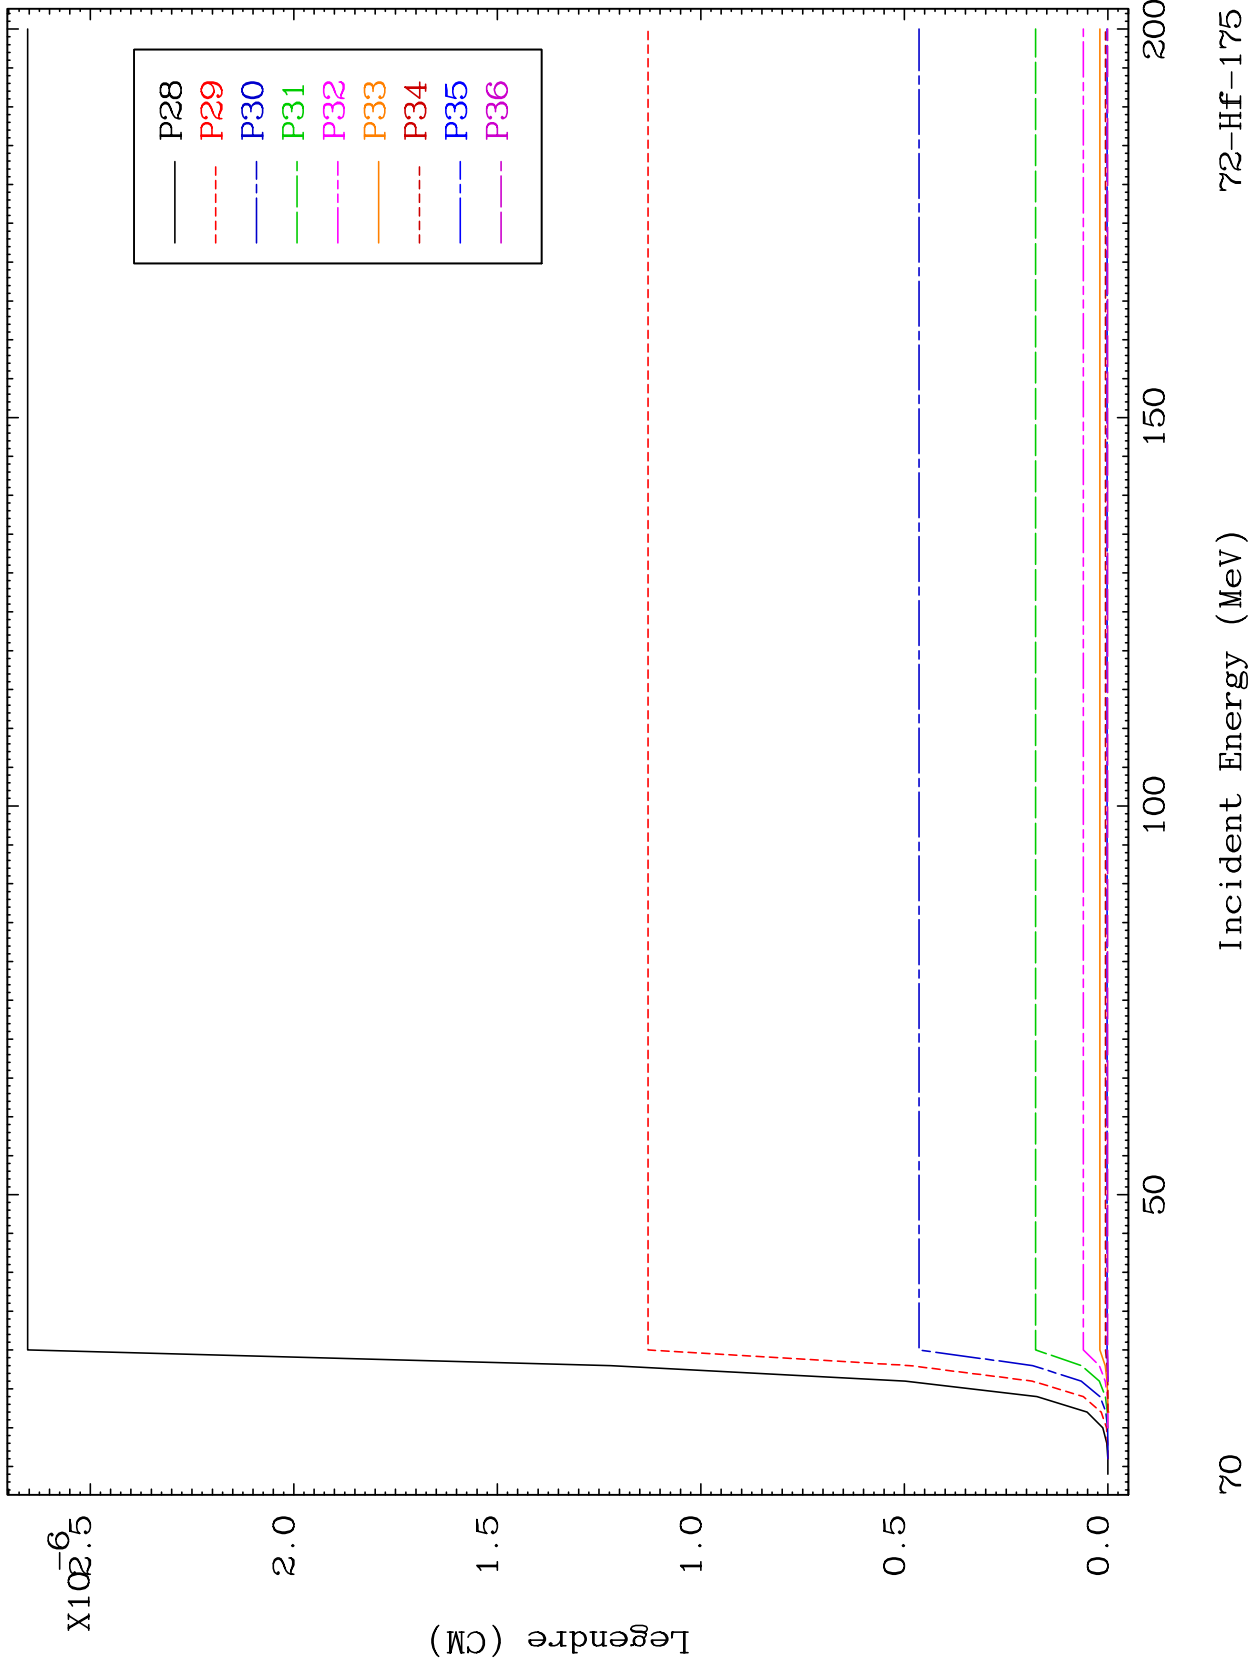 X10-6
2.5
2.0
1.5
1.0
0.5
0.0
Legendre (CM)
P28
P29
P30
P31
P32
P33
P34
P35
P36
50
100
150
200
70
Incident Energy (MeV)
72-Hf-175